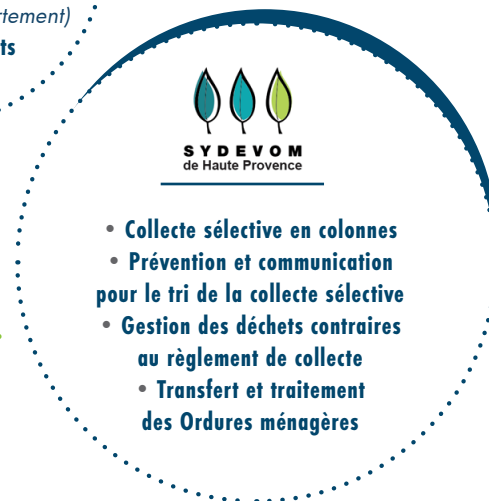 rtement)
ts
SYDEVOM
de Haute Provence
• Collecte sélective en colonnes
• Prévention et communication
pour le tri de la collecte sélective
• Gestion des déchets contraires
au règlement de collecte
• Transfert et traitement
des Ordures ménagères